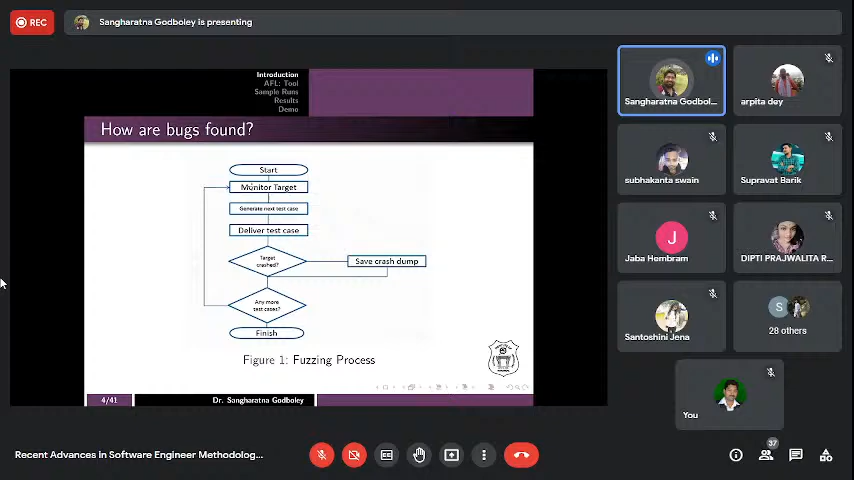 REC
Sangharatna Godboley is presenting
Introduction
AFL: Tool
Sample Runs
Results
Demo
How are bugs found?
Start
Monitor Target
Generate next test case
Deliver test case
Target
crashed?
Save crash dump
Any more
test cases?
Finish
Figure 1: Fuzzing Process
4/41
Dr. Sangharatna Godboley
Sangharatna Godbol...
arpita dey
subhakanta swain
Supravat Barik
J
Jaba Hembram
DIPTI PRAJWALITA R...
Santoshini Jena
S
28 others
You
Recent Advances in Software Engineer Methodolog...
37